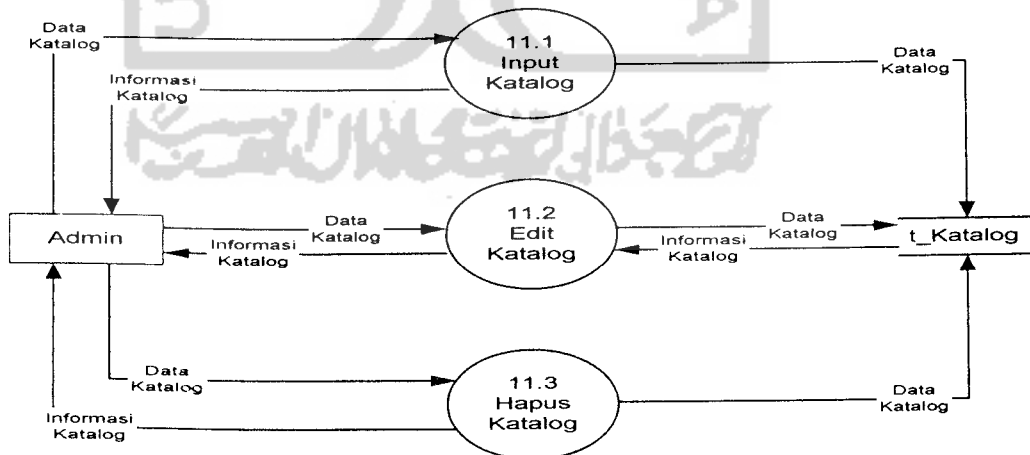 Data
Katalog
11.1
Input
Katalog
Data
Katalog
Informasi
Katalog
Admin
Data
Katalog
Informasi
Katalog
11.2
Edit
Katalog
Data
Katalog
Informasi
Katalog
t_Katalog
Data
Katalog
11.3
Hapus
Katalog
Data
Katalog
Informasi
Katalog